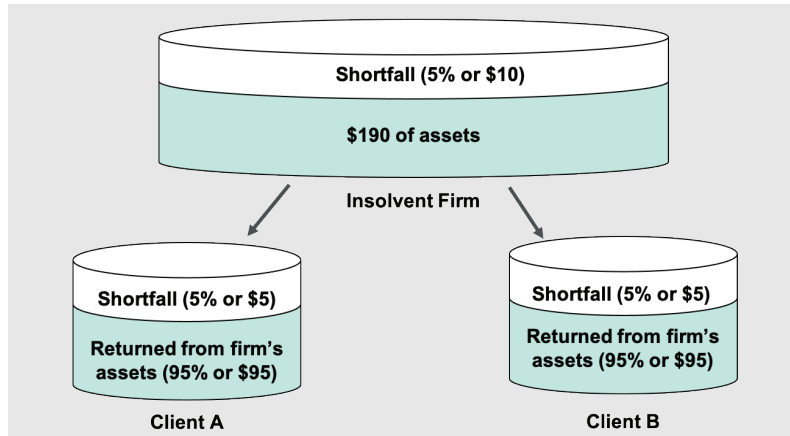 Shortfall (5% or $10)
$190 of assets
Insolvent Firm
Shortfall (5% or $5)
Returned from firm’s
assets (95% or $95)
Client A
Shortfall (5% or $5)
Returned from firm’s
assets (95% or $95)
Client B